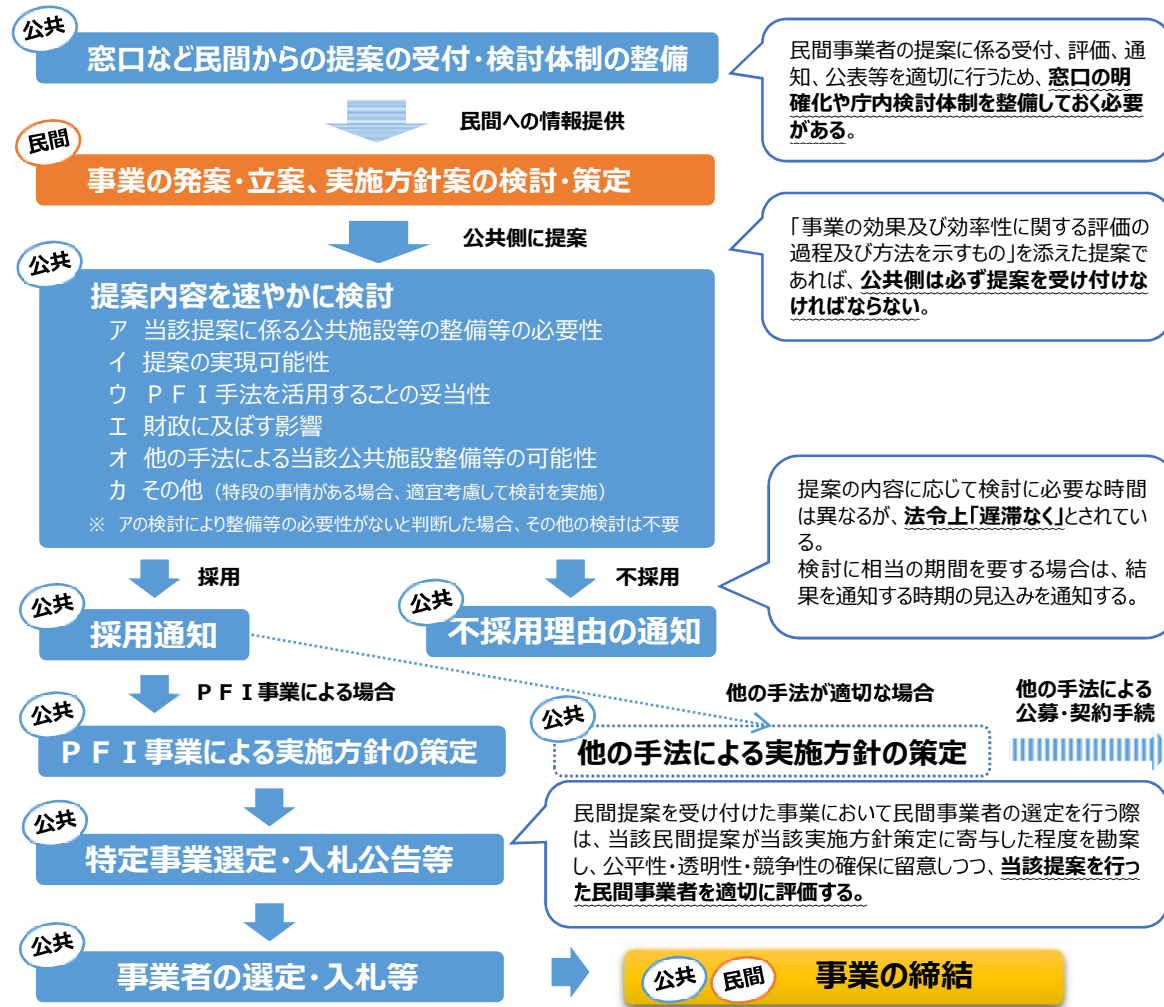 公共
窓口など民間からの提案の受付・検討体制の整備
民間事業者の提案に係る受付、評価、通
知、公表等を適切に行うため、窓口の明
確化や庁内検討体制を整備しておく必要
がある。
民間への情報提供
民間
事業の発案・立案、実施方針案の検討・策定
公共側に提案
「事業の効果及び効率性に関する評価の
過程及び方法を示すもの」を添えた提案で
あれば、公共側は必ず提案を受け付けな
ければならない。
公共
提案内容を速やかに検討
ア 当該提案に係る公共施設等の整備等の必要性
イ 提案の実現可能性
ウ ＰＦＩ手法を活用することの妥当性
エ 財政に及ぼす影響
オ 他の手法による当該公共施設整備等の可能性
カ その他（特段の事情がある場合、適宜考慮して検討を実施）
※ アの検討により整備等の必要性がないと判断した場合、その他の検討は不要
提案の内容に応じて検討に必要な時間
は異なるが、法令上「遅滞なく」とされてい
る。
検討に相当の期間を要する場合は、結
果を通知する時期の見込みを通知する。
採用
不採用
公共
採用通知
公共
不採用理由の通知
ＰＦＩ事業による場合
他の手法が適切な場合
他の手法による
公募・契約手続
公共
ＰＦＩ事業による実施方針の策定
公共
他の手法による実施方針の策定
公共
特定事業選定・入札公告等
民間提案を受け付けた事業において民間事業者の選定を行う際
は、当該民間提案が当該実施方針策定に寄与した程度を勘案
し、公平性・透明性・競争性の確保に留意しつつ、当該提案を行っ
た民間事業者を適切に評価する。
公共
事業者の選定・入札等
公共 民間 事業の締結